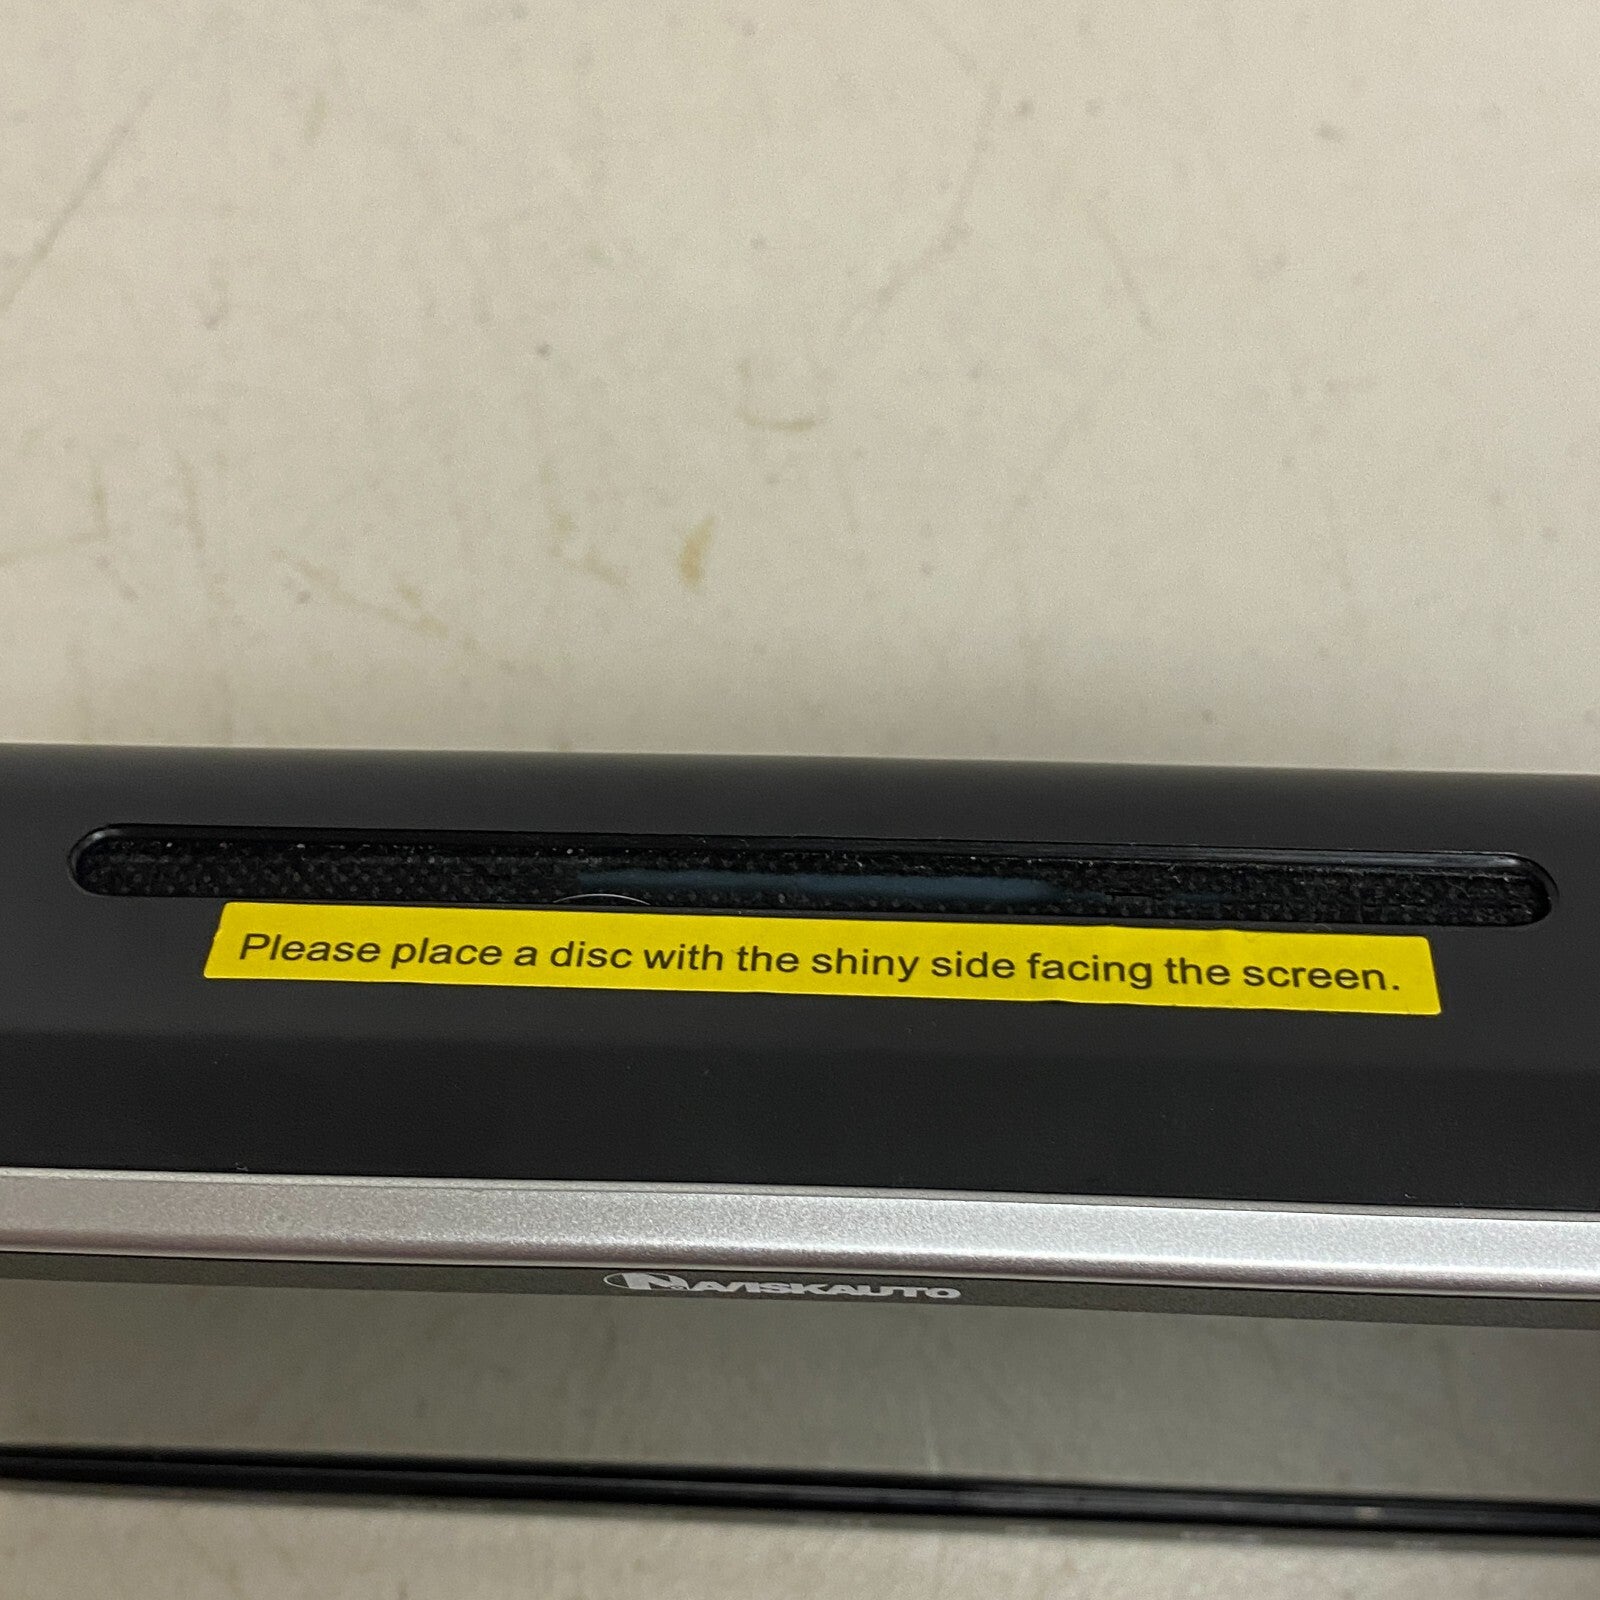 Please place a disc with the shiny side facing the screen.
NAVISKAUTO